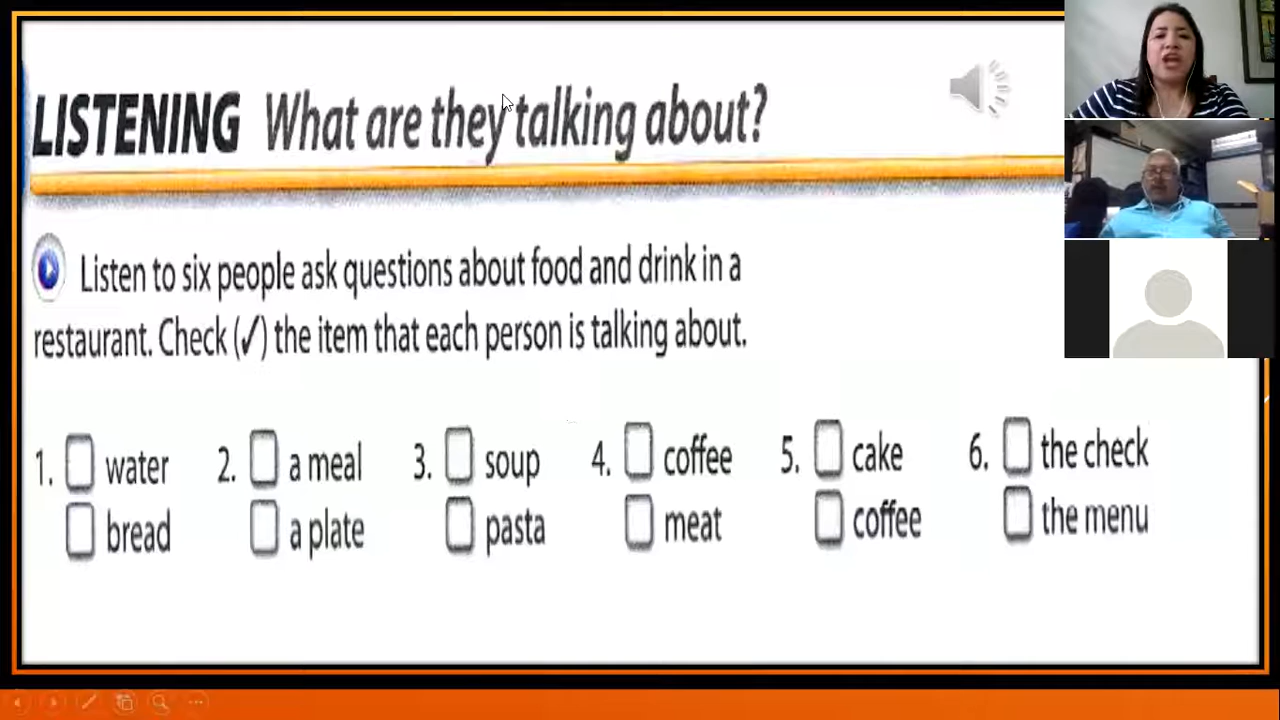 LISTENING What are they talking about?
Listen to six people ask questions about food and drink in a
restaurant. Check (✓) the item that each person is talking about.
1. water 2. a meal 3. soup 4. coffee 5. cake 6. the check
bread a plate pasta meat coffee the menu